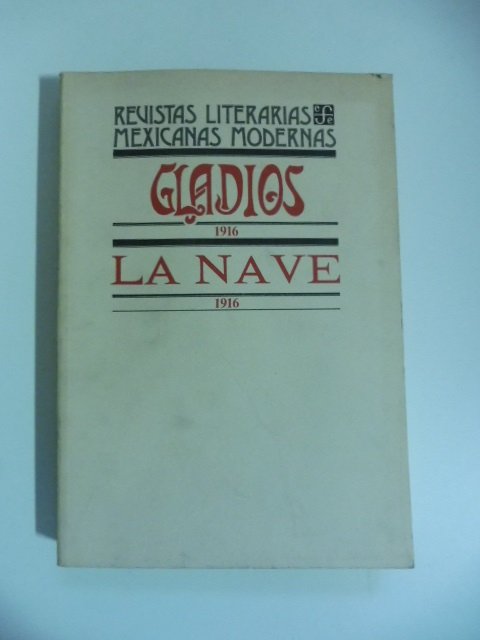 REVISTAS LITERARIAS
MEXICANAS MODERNAS
GLADIOS
1916
LA NAVE
1916